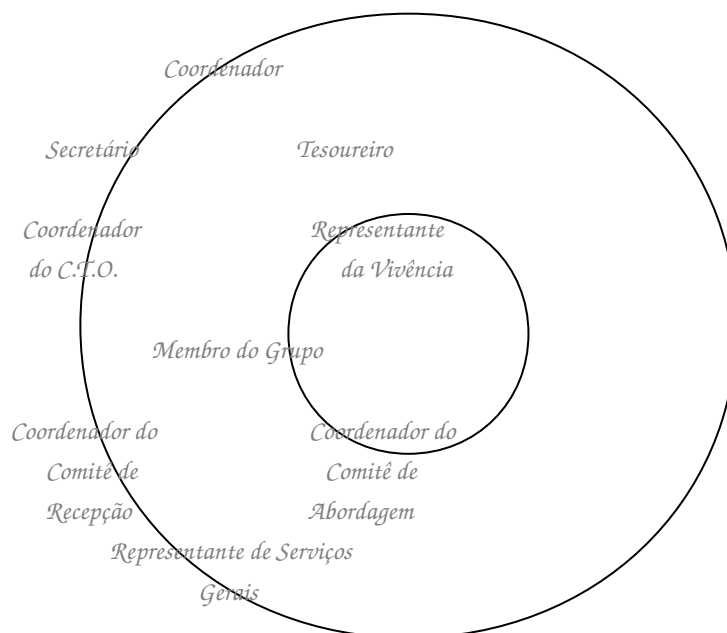 Coordenador
Secretário
Tesoureiro
Coordenador
do C.T.O.
Representante
da Vivência
Membro do Grupo
Coordenador do
Comitê de
Recepção
Coordenador do
Comitê de
Abordagem
Representante de Serviços
Gerais